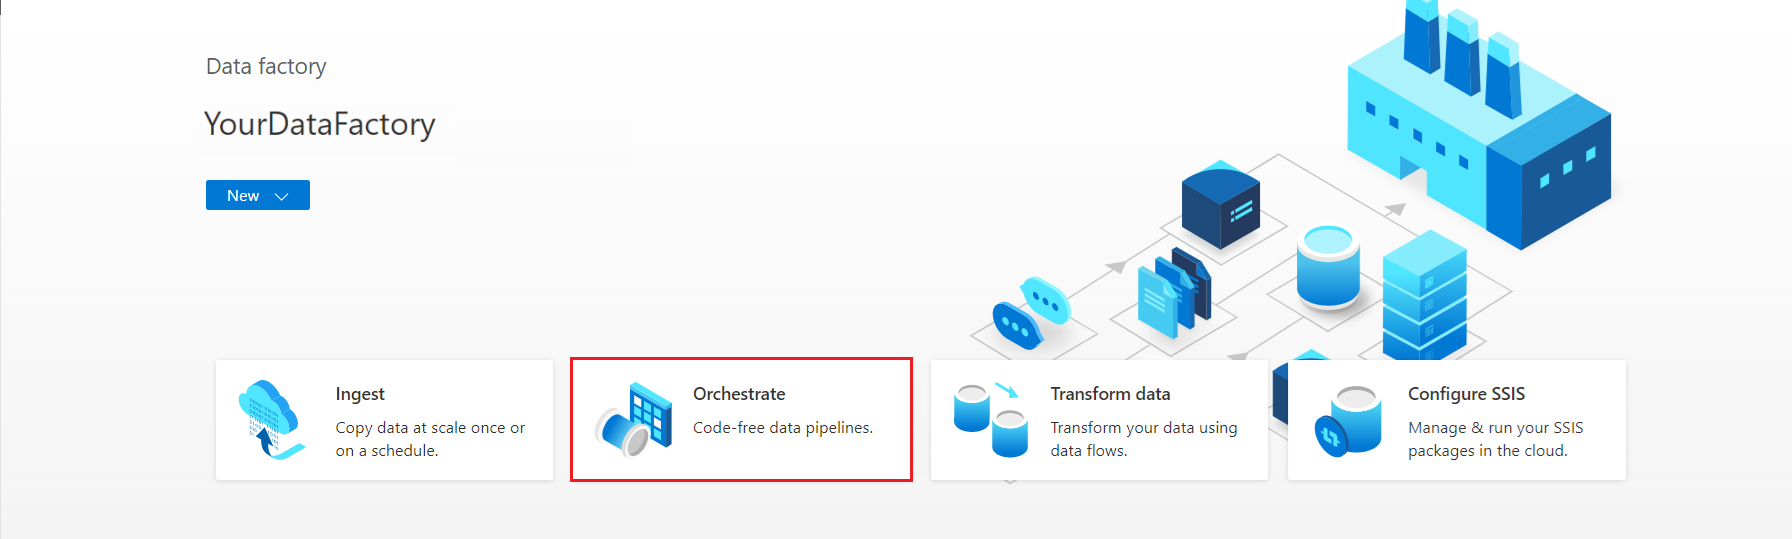 Data factory
YourDataFactory
New
Ingest
Copy data at scale once or
on a schedule.
Orchestrate
Code-free data pipelines.
Transform data
Transform your data using
data flows.
Configure SSIS
Manage & run your SSIS
packages in the cloud.